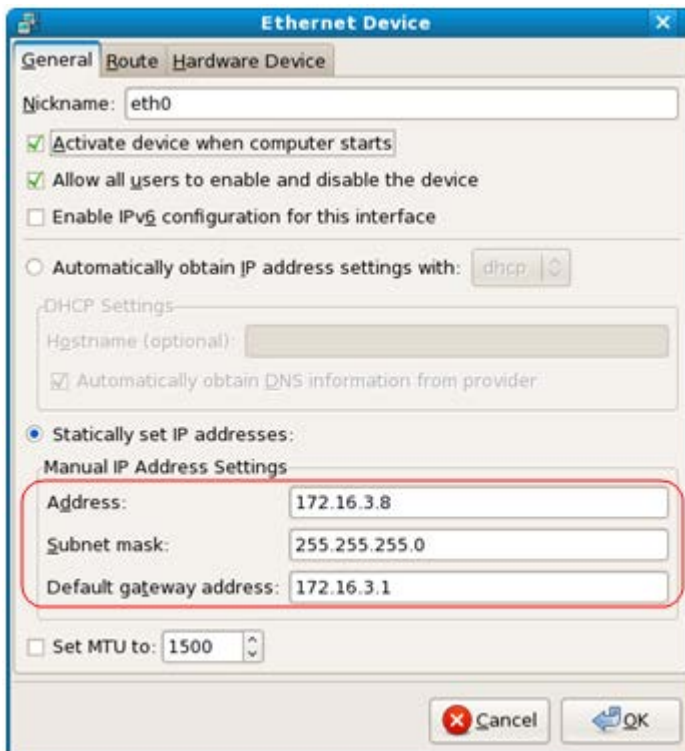 Ethernet Device
General Route Hardware Device
Nickname: eth0
Activate device when computer starts
Allow all users to enable and disable the device
Enable IPv6 configuration for this interface
Automatically obtain IP address settings with: dhcp
DHCP Settings
Hostname (optional):
Automatically obtain DNS information from provider
Statically set IP addresses:
Manual IP Address Settings
Address: 172.16.3.8
Subnet mask: 255.255.255.0
Default gateway address: 172.16.3.1
Set MTU to: 1500
Cancel OK